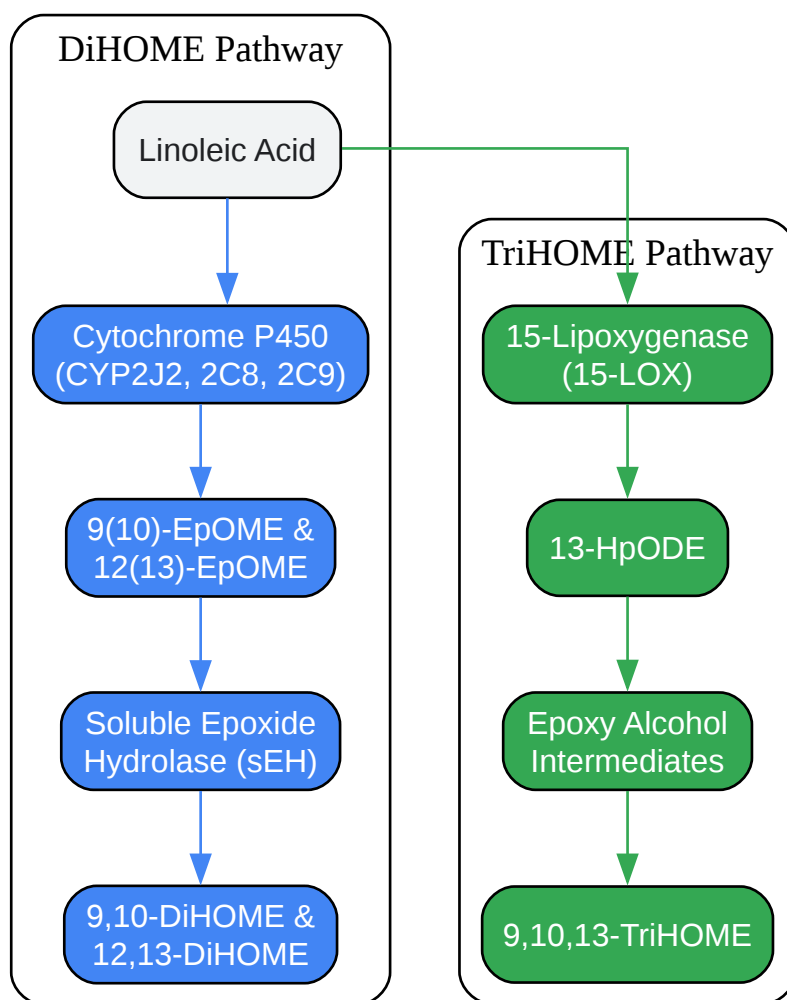 DiHOME Pathway
Linoleic Acid
Cytochrome P450
(CYP2J2, 2C8, 2C9)
9(10)-EpOME &
12(13)-EpOME
Soluble Epoxide
Hydrolase (sEH)
9,10-DiHOME &
12,13-DiHOME
TriHOME Pathway
15-Lipoxygenase
(15-LOX)
13-HpODE
Epoxy Alcohol
Intermediates
9,10,13-TriHOME